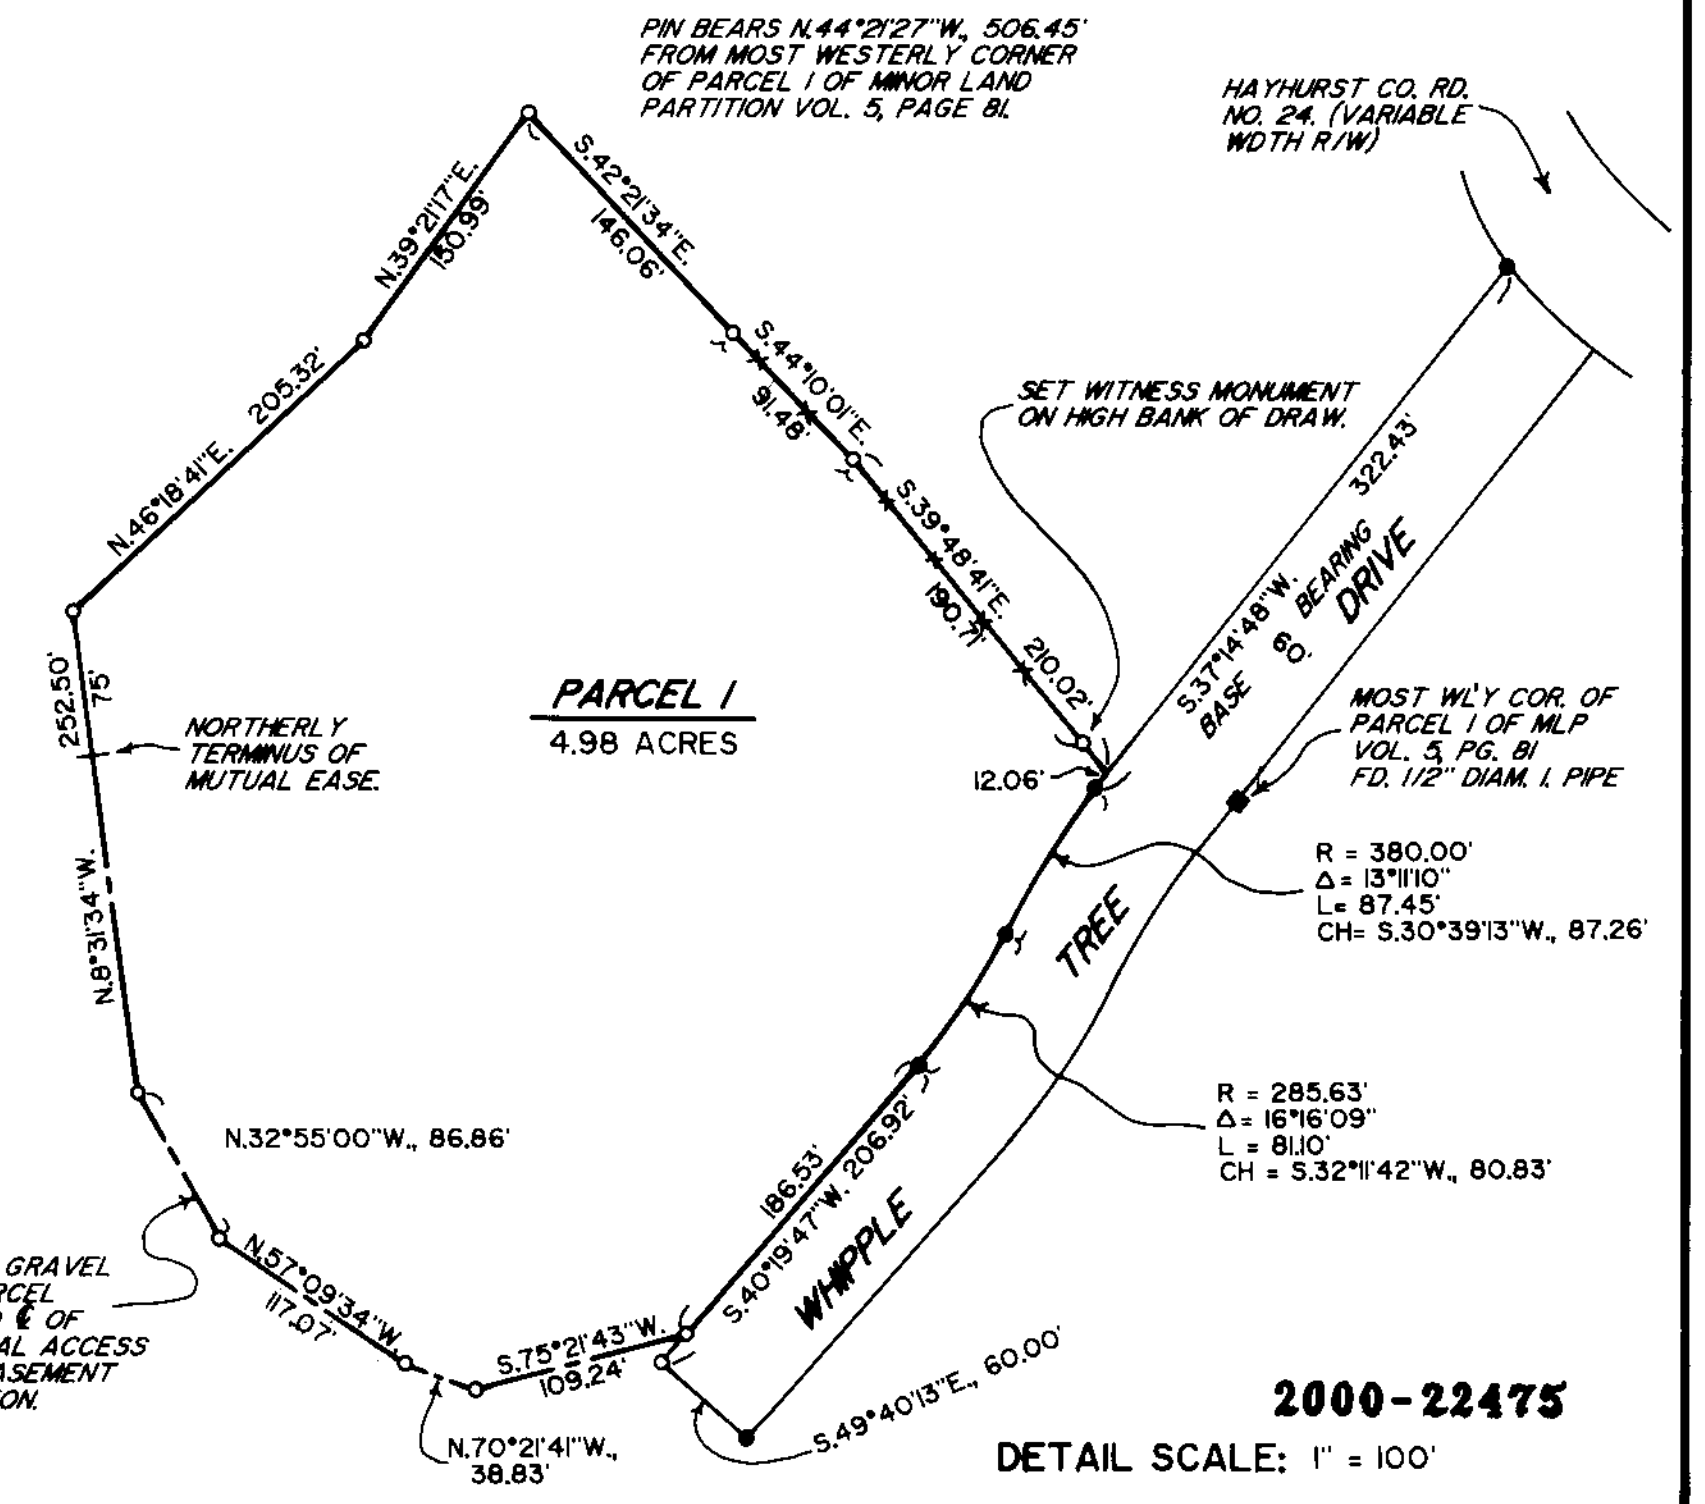 PIN BEARS N.44°21'27"W., 506.45'
FROM MOST WESTERLY CORNER
OF PARCEL 1 OF MINOR LAND
PARTITION VOL. 5, PAGE 81.
HAYHURST CO. RD.
NO. 24. (VARIABLE
WDTH R/W)
N.39°21'17"E.
150.99'
S.42°21'34"E.
146.06'
S.44°10'01"E.
91.48'
N.46°18'41"E. 205.32'
SET WITNESS MONUMENT
ON HIGH BANK OF DRAW.
S.39°48'41"E.
190.71'
210.02'
S.37°14'48"W. 322.43'
BASE BEARING
60'
DRIVE
252.50'
75'
NORTHERLY
TERMINUS OF
MUTUAL EASE.
PARCEL 1
4.98 ACRES
12.06'
MOST WL'Y COR. OF
PARCEL 1 OF MLP
VOL. 5, PG. 81
FD. 1/2" DIAM. I. PIPE
N.8°31'34"W.
R = 380.00'
Δ= 13°11'10"
L= 87.45'
CH= S.30°39'13"W., 87.26'
TREE
N.32°55'00"W., 86.86'
R = 285.63'
Δ= 16°16'09"
L = 81.10'
CH = S.32°11'42"W., 80.83'
186.53'
S.40°19'47"W. 206.92'
WHIPPLE
GRAVEL
RCEL
℄ OF
AL ACCESS
ASEMENT
ON.
N.57°09'34"W.
117.07'
S.75°21'43"W.
109.24'
N.70°21'41"W.,
38.83'
S.49°40'13"E., 60.00'
2000-22475
DETAIL SCALE: 1" = 100'